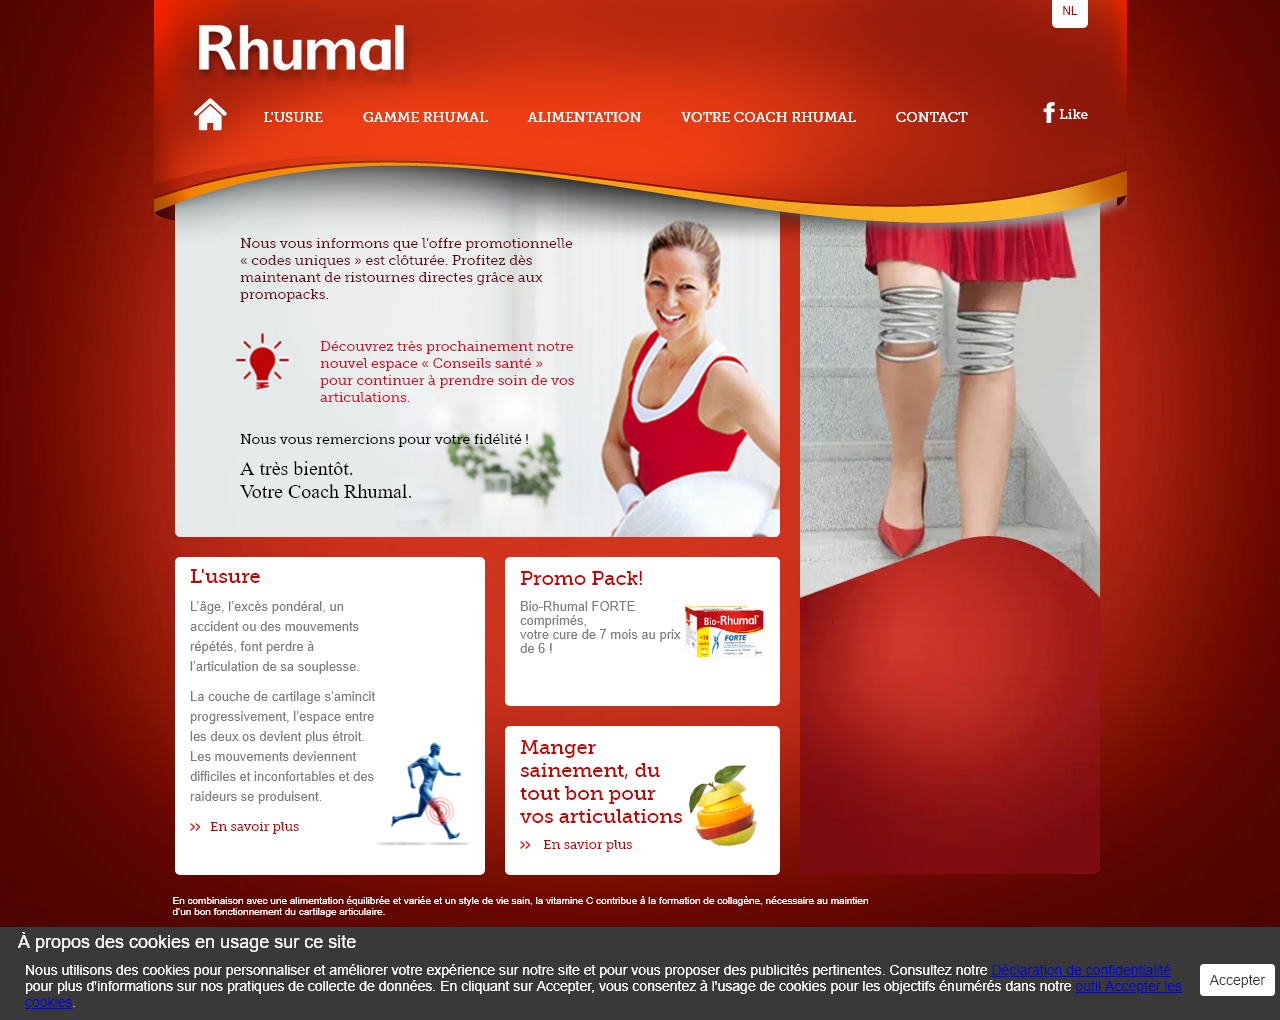 NL
Rhumal
L'USURE GAMME RHUMAL ALIMENTATION VOTRE COACH RHUMAL CONTACT
f Like
Nous vous informons que l’offre promotionnelle
« codes uniques » est clôturée. Profitez dès
maintenant de ristournes directes grâce aux
promopacks.
Découvrez très prochainement notre
nouvel espace « Conseils santé »
pour continuer à prendre soin de vos
articulations.
Nous vous remercions pour votre fidélité !
A très bientôt.
Votre Coach Rhumal.
L'usure
L’âge, l’excès pondéral, un
accident ou des mouvements
répétés, font perdre à
l’articulation de sa souplesse.
La couche de cartilage s’amincit
progressivement, l’espace entre
les deux os devient plus étroit.
Les mouvements deviennent
difficiles et inconfortables et des
raideurs se produisent.
En savoir plus
Promo Pack!
Bio-Rhumal FORTE
comprimés,
votre cure de 7 mois au prix
de 6 !
Bio-Rhumal
FORTE
Manger
sainement, du
tout bon pour
vos articulations
En savior plus
En combinaison avec une alimentation équilibrée et variée et un style de vie sain, la vitamine C contribue à la formation de collagène, nécessaire au maintien
d'un bon fonctionnement du cartilage articulaire.
À propos des cookies en usage sur ce site
Nous utilisons des cookies pour personnaliser et améliorer votre expérience sur notre site et pour vous proposer des publicités pertinentes. Consultez notre Déclaration de confidentialité
pour plus d'informations sur nos pratiques de collecte de données. En cliquant sur Accepter, vous consentez à l'usage de cookies pour les objectifs énumérés dans notre outil Accepter les
cookies.
Accepter